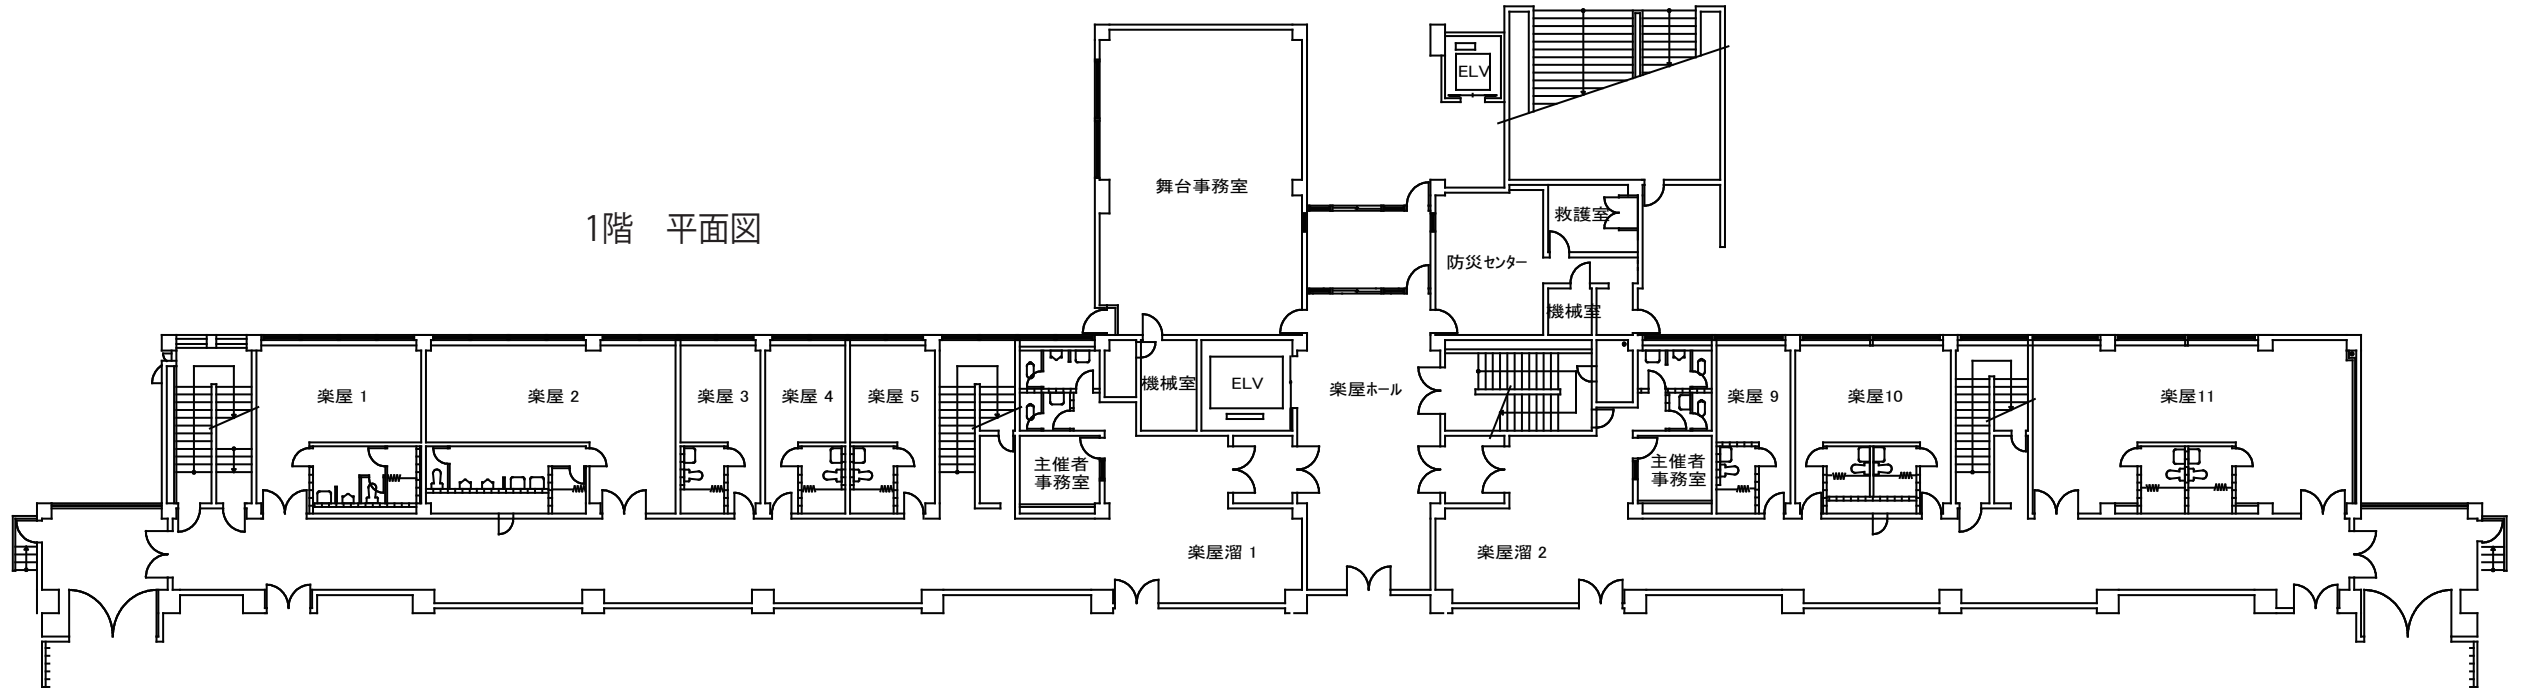 1階　平面図
ELV
舞台事務室
救護室
防災センター
機械室
楽屋 1
楽屋 2
楽屋 3
楽屋 4
楽屋 5
機械室
ELV
楽屋ホール
楽屋 9
楽屋10
楽屋11
主催者
事務室
主催者
事務室
楽屋溜 1
楽屋溜 2